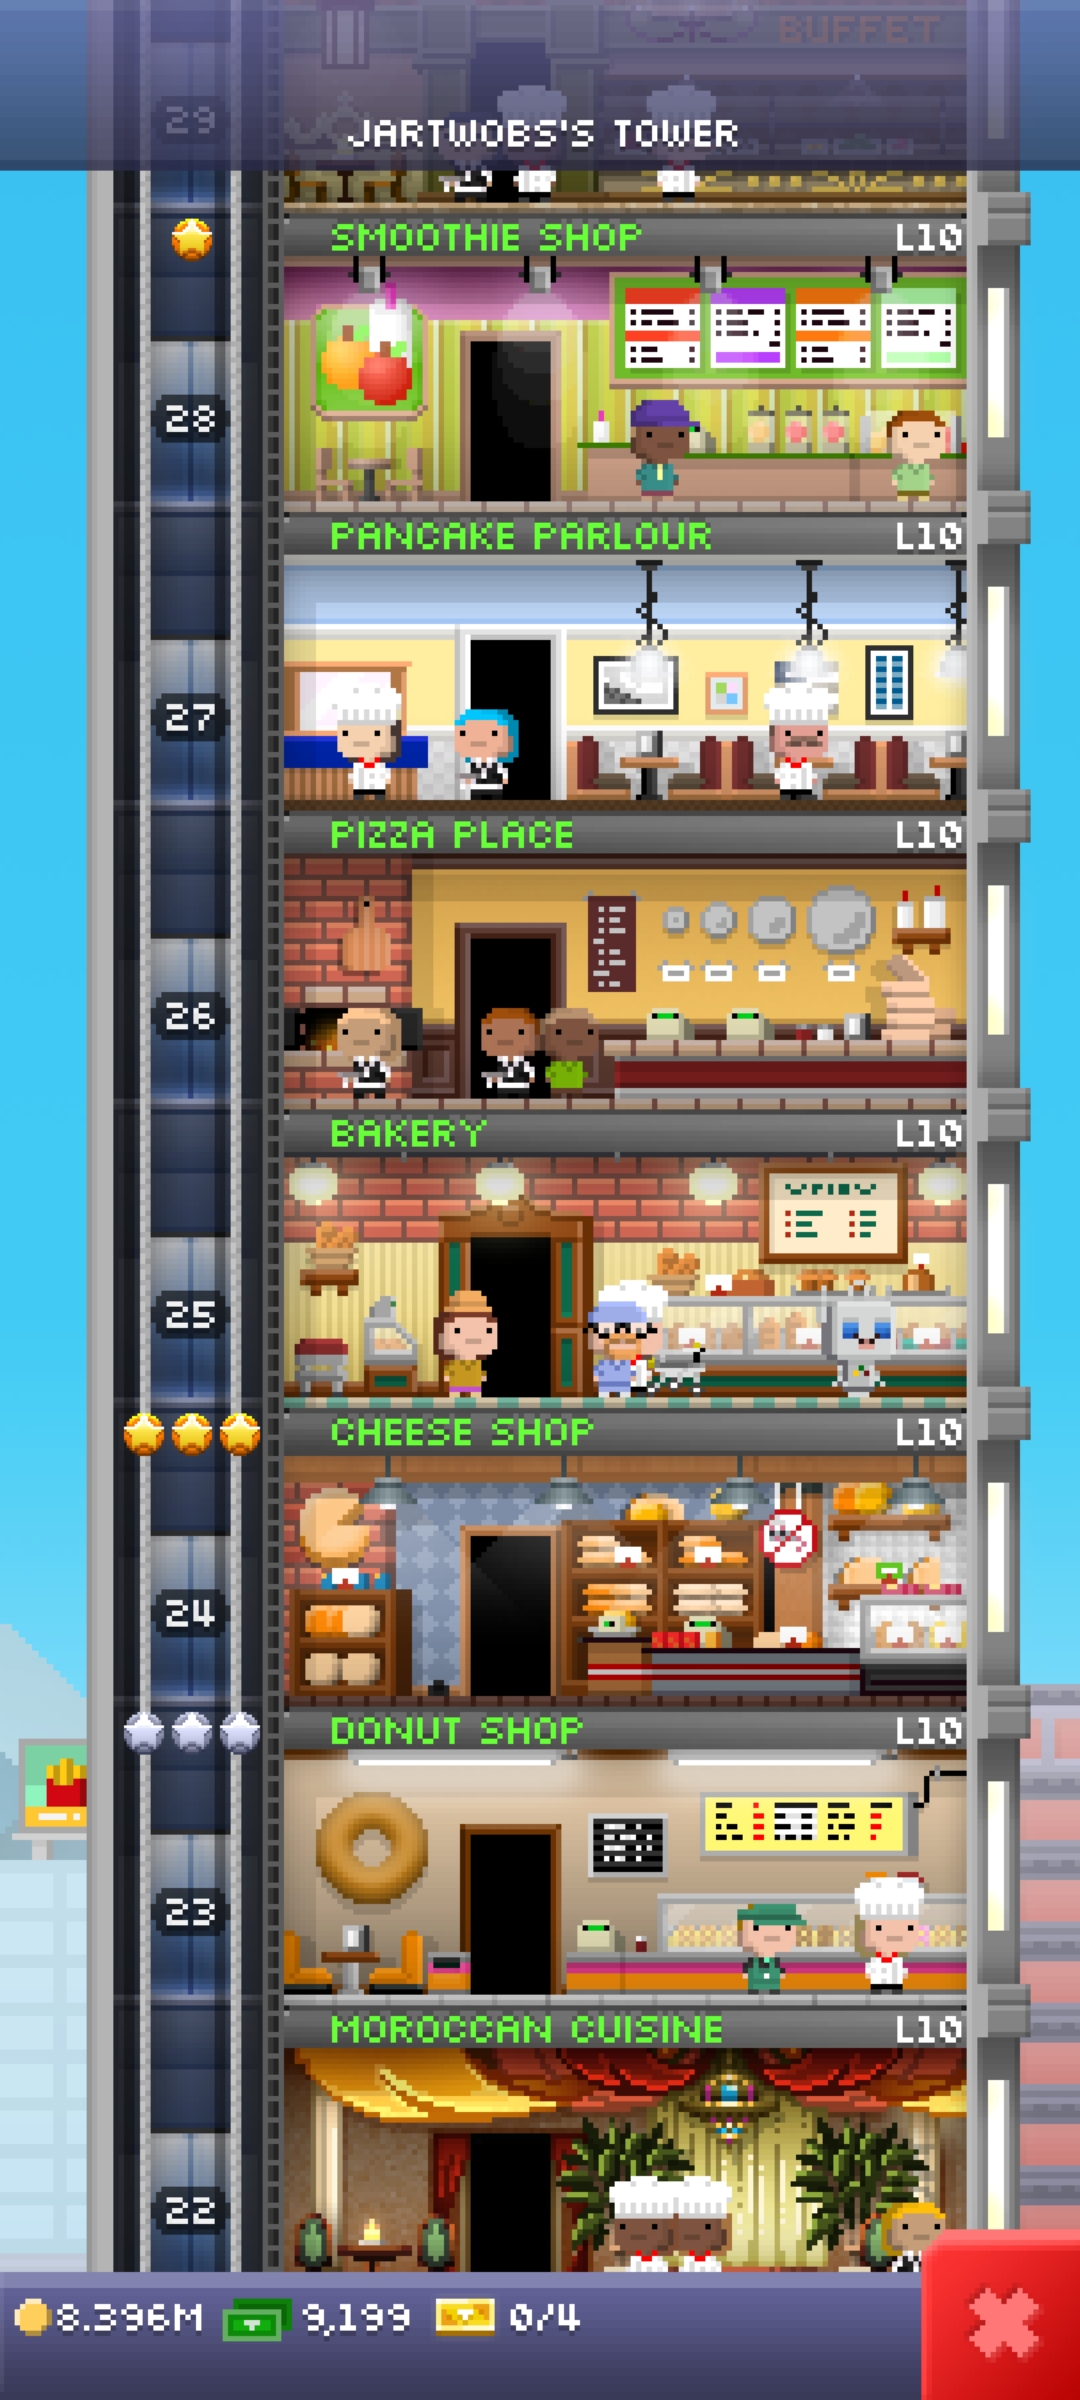 BUFFET
29
JARTWOBS'S TOWER
SMOOTHIE SHOP L10
28
PANCAKE PARLOUR L10
27
PIZZA PLACE L10
26
BAKERY L10
25
CHEESE SHOP L10
24
DONUT SHOP L10
23
MOROCCAN CUISINE L10
22
8.396M 9,199 0/4